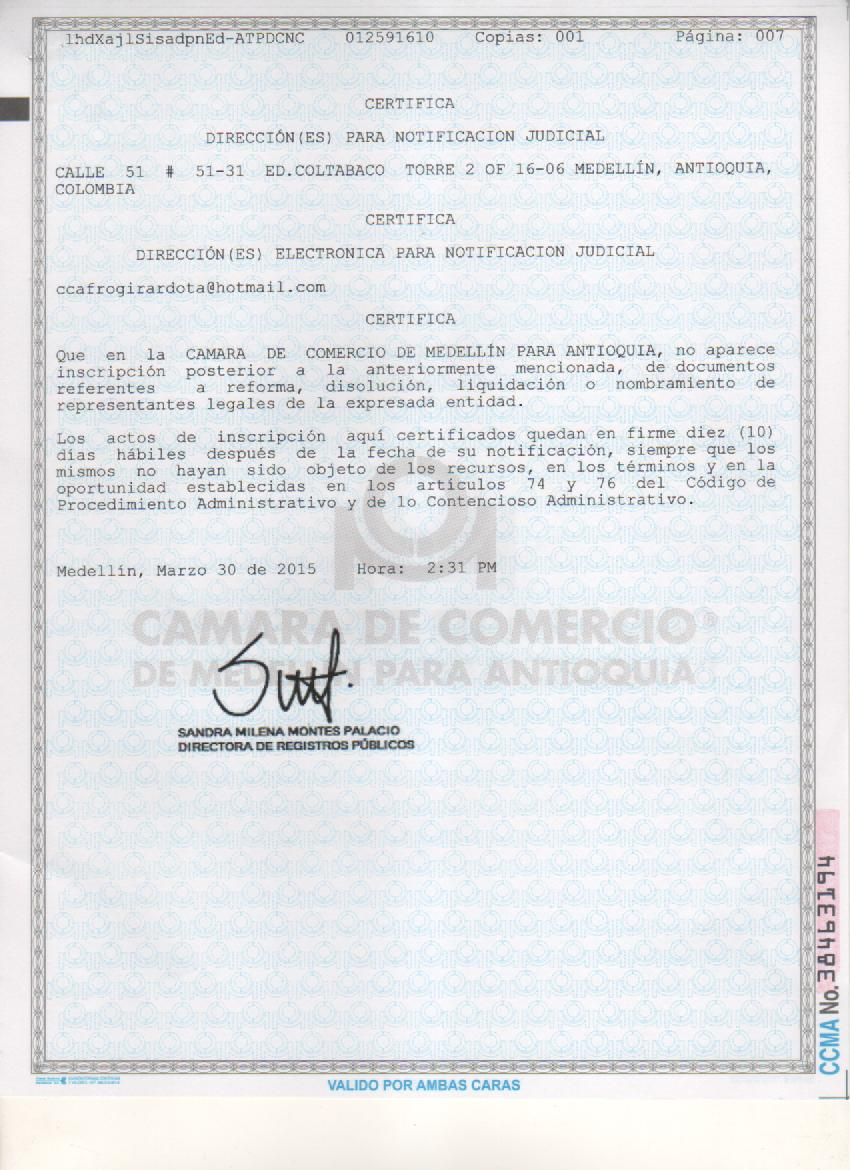 lhdXajlSisadpnEd-ATPDCNC 012591610 Copias: 001 Página: 007
CERTIFICA
DIRECCIÓN(ES) PARA NOTIFICACION JUDICIAL
CALLE 51 # 51-31 ED.COLTABACO TORRE 2 OF 16-06 MEDELLÍN, ANTIOQUIA,
COLOMBIA
CERTIFICA
DIRECCIÓN(ES) ELECTRONICA PARA NOTIFICACION JUDICIAL
ccafrogirardota@hotmail.com
CERTIFICA
Que en la CAMARA DE COMERCIO DE MEDELLÍN PARA ANTIOQUIA, no aparece
inscripción posterior a la anteriormente mencionada, de documentos
referentes a reforma, disolución, liquidación o nombramiento de
representantes legales de la expresada entidad.
Los actos de inscripción aquí certificados quedan en firme diez (10)
días hábiles después de la fecha de su notificación, siempre que los
mismos no hayan sido objeto de los recursos, en los términos y en la
oportunidad establecidas en los artículos 74 y 76 del Código de
Procedimiento Administrativo y de lo Contencioso Administrativo.
Medellín, Marzo 30 de 2015 Hora: 2:31 PM
CAMARA DE COMERCIO
DE MEDELLIN PARA ANTIOQUIA
SANDRA MILENA MONTES PALACIO
DIRECTORA DE REGISTROS PÚBLICOS
CCMA No. 38463194
VALIDO POR AMBAS CARAS